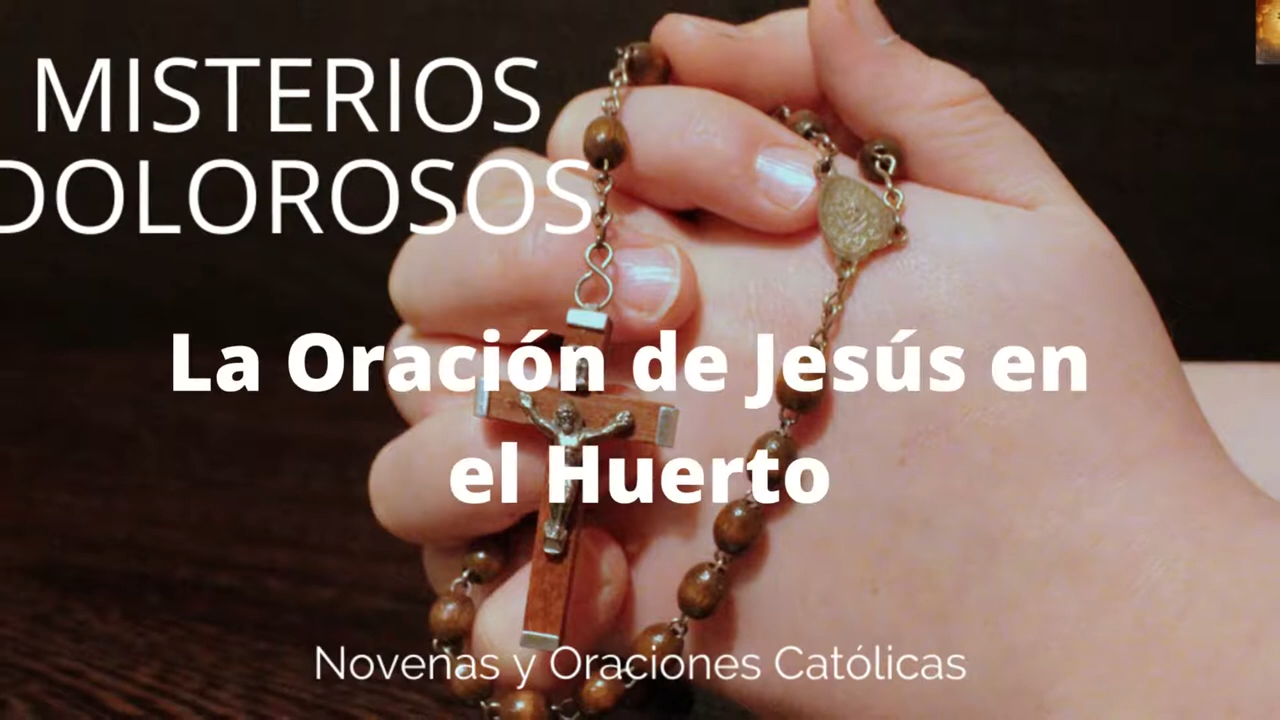 MISTERIOS
DOLOROSOS
La Oración de Jesús en
el Huerto
Novenas y Oraciones Católicas